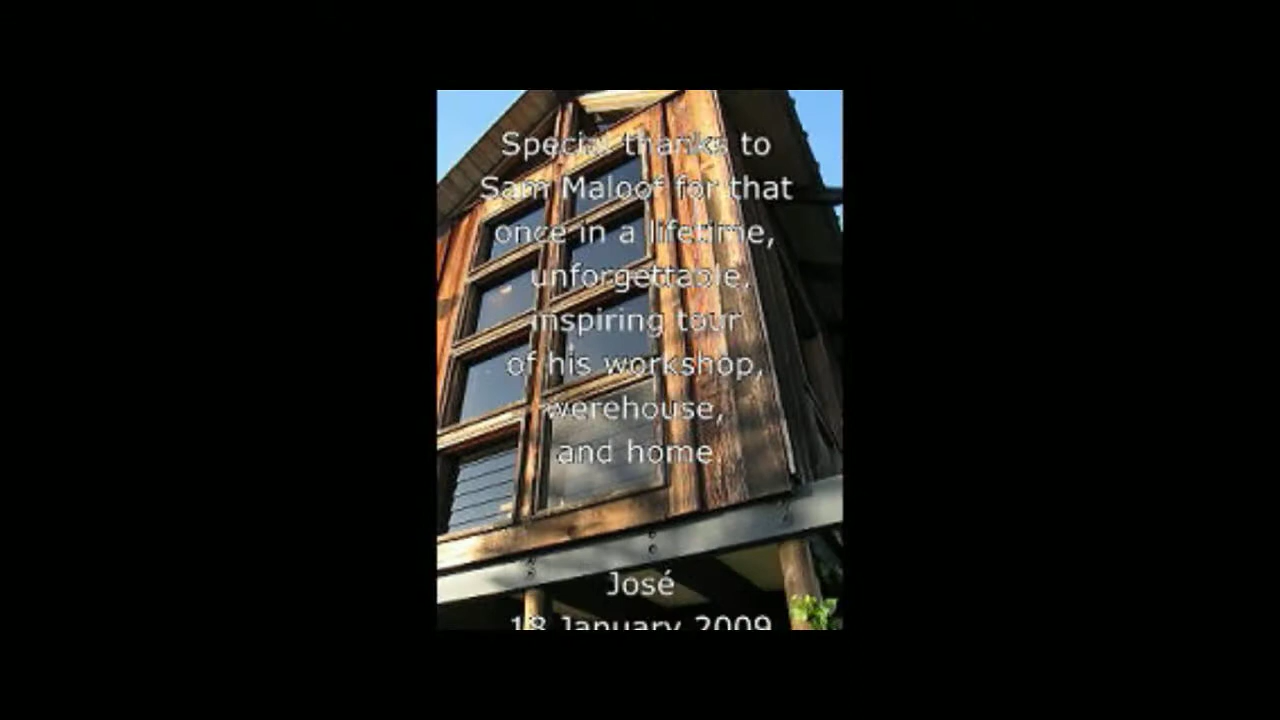 Special thanks to
Sam Maloof for that
once in a lifetime,
unforgettable,
inspiring tour
of his workshop,
werehouse,
and home.
José
18 January 2009